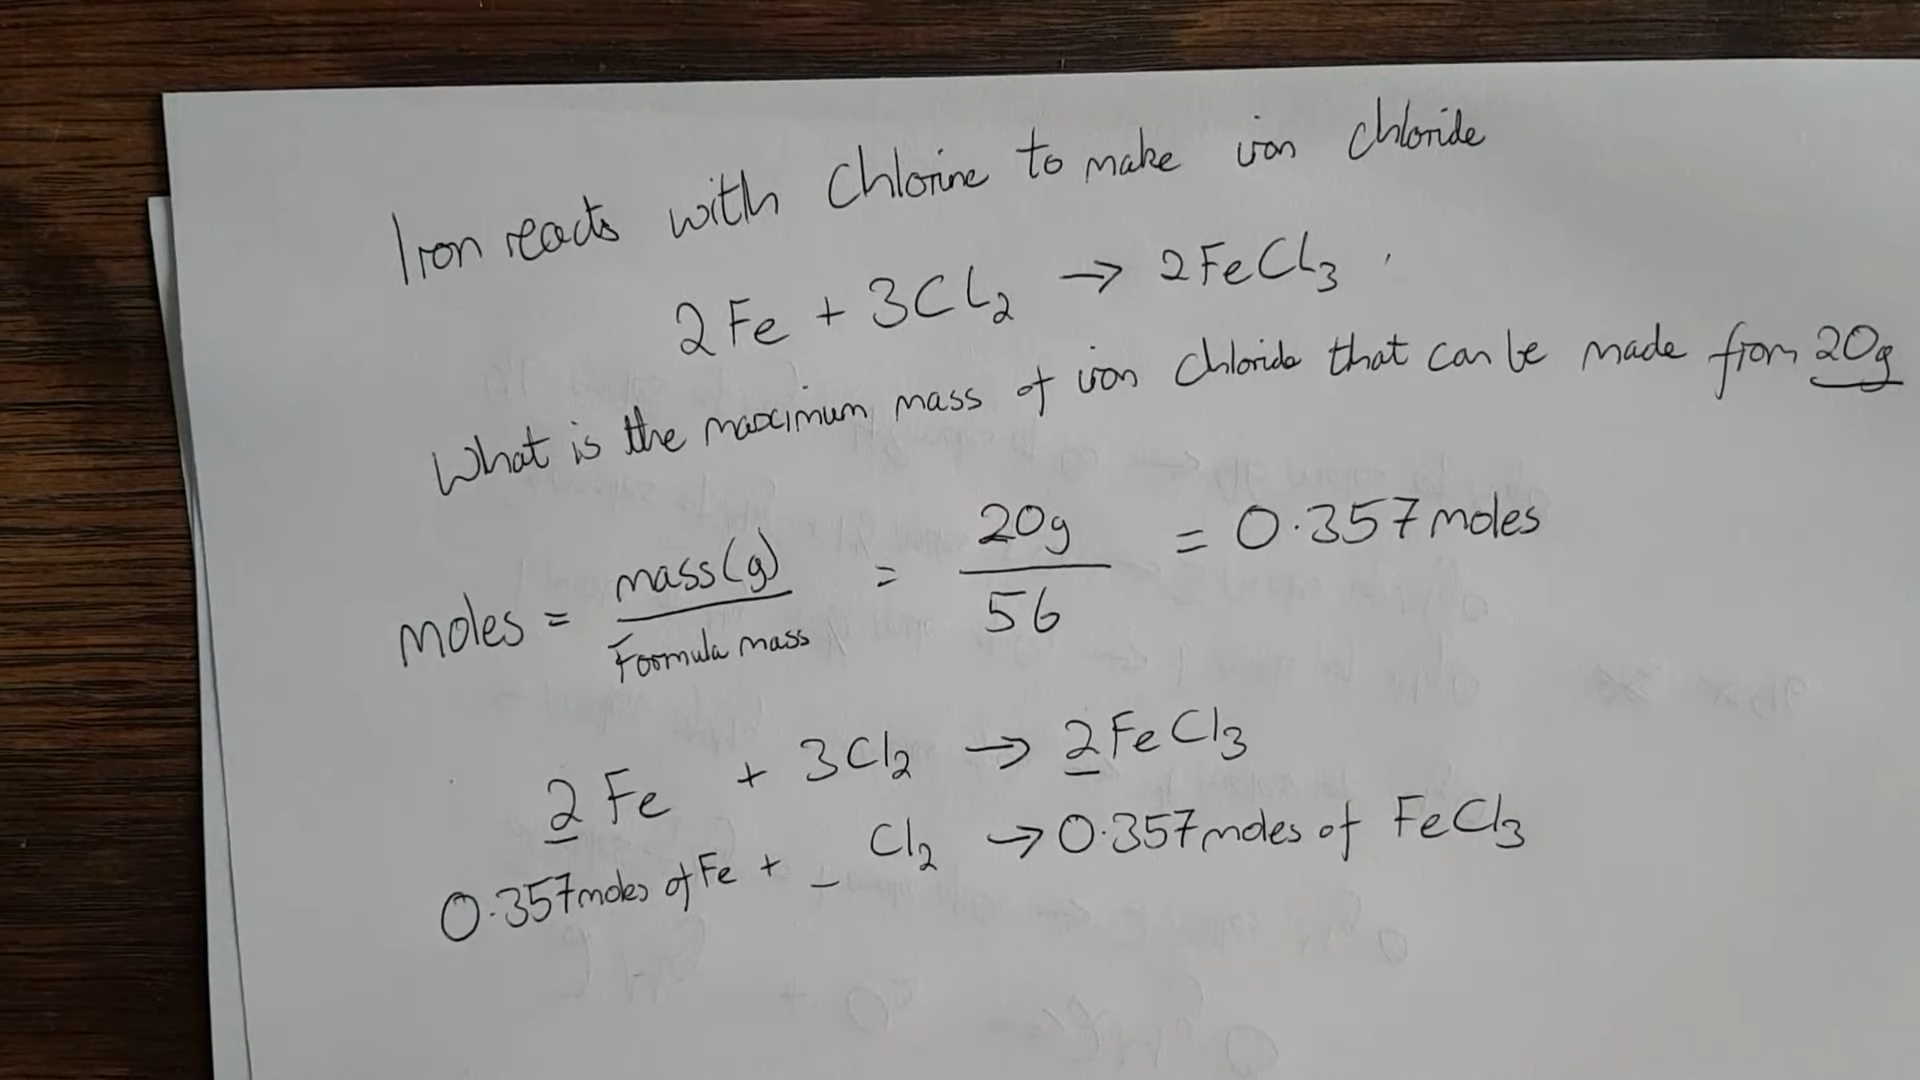 Iron reacts with Chlorine to make iron chloride
2Fe + 3Cl₂ → 2FeCl₃
What is the maximum mass of iron chloride that can be made from 20g
moles = mass(g) / Formula mass = 20g / 56 = 0.357 moles
2Fe + 3Cl₂ → 2FeCl₃
0.357 moles of Fe + _ Cl₂ → 0.357 moles of FeCl₃